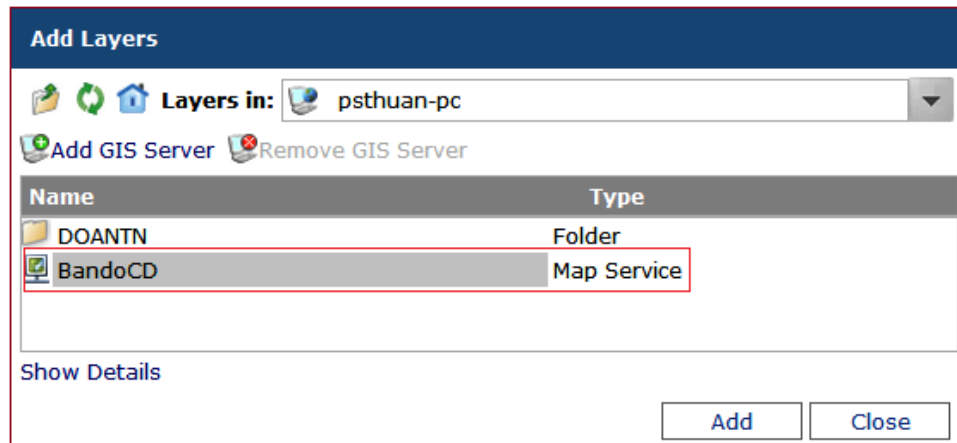 Add Layers
Layers in: psthuan-pc
Add GIS Server Remove GIS Server
Name Type
DOANTN Folder
BandoCD Map Service
Show Details
Add Close